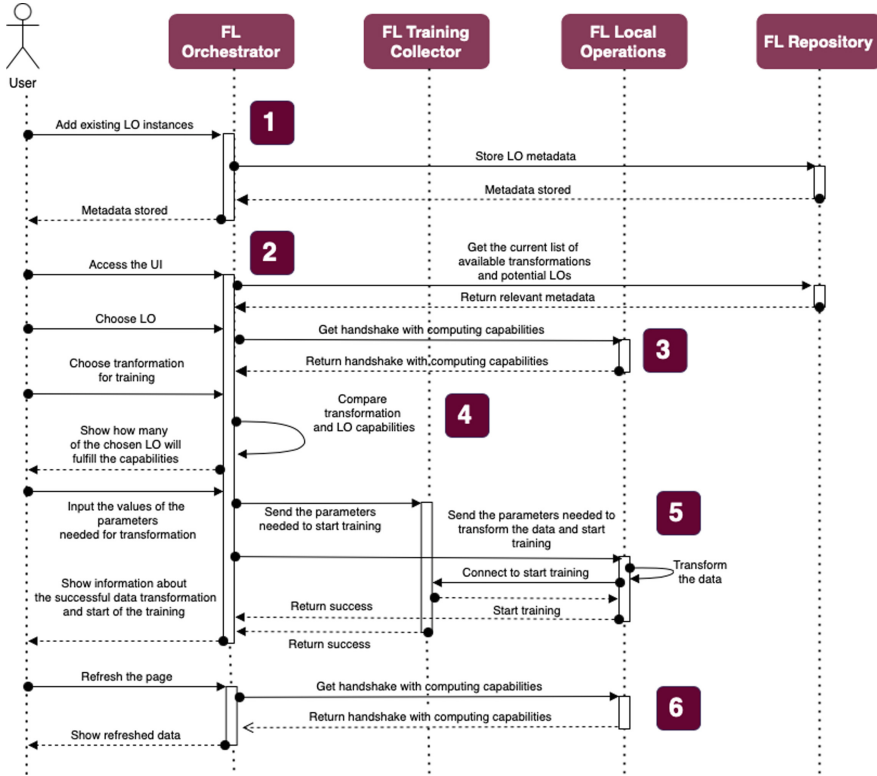 FL
Orchestrator
FL Training
Collector
FL Local
Operations
FL Repository
User
1
Add existing LO instances
Store LO metadata
Metadata stored
Metadata stored
2
Access the UI
Get the current list of
available transformations
and potential LOs
Return relevant metadata
Choose LO
Get handshake with computing capabilities
3
Return handshake with computing capabilities
Choose tranformation
for training
Compare
transformation
and LO capabilities
4
Show how many
of the chosen LO will
fulfill the capabilities
Input the values of the
parameters
needed for transformation
Send the parameters
needed to start training
Send the parameters needed to
transform the data and start
training
5
Transform
the data
Connect to start training
Show information about
the successful data transformation
and start of the training
Return success
Start training
Return success
Refresh the page
Get handshake with computing capabilities
6
Return handshake with computing capabilities
Show refreshed data